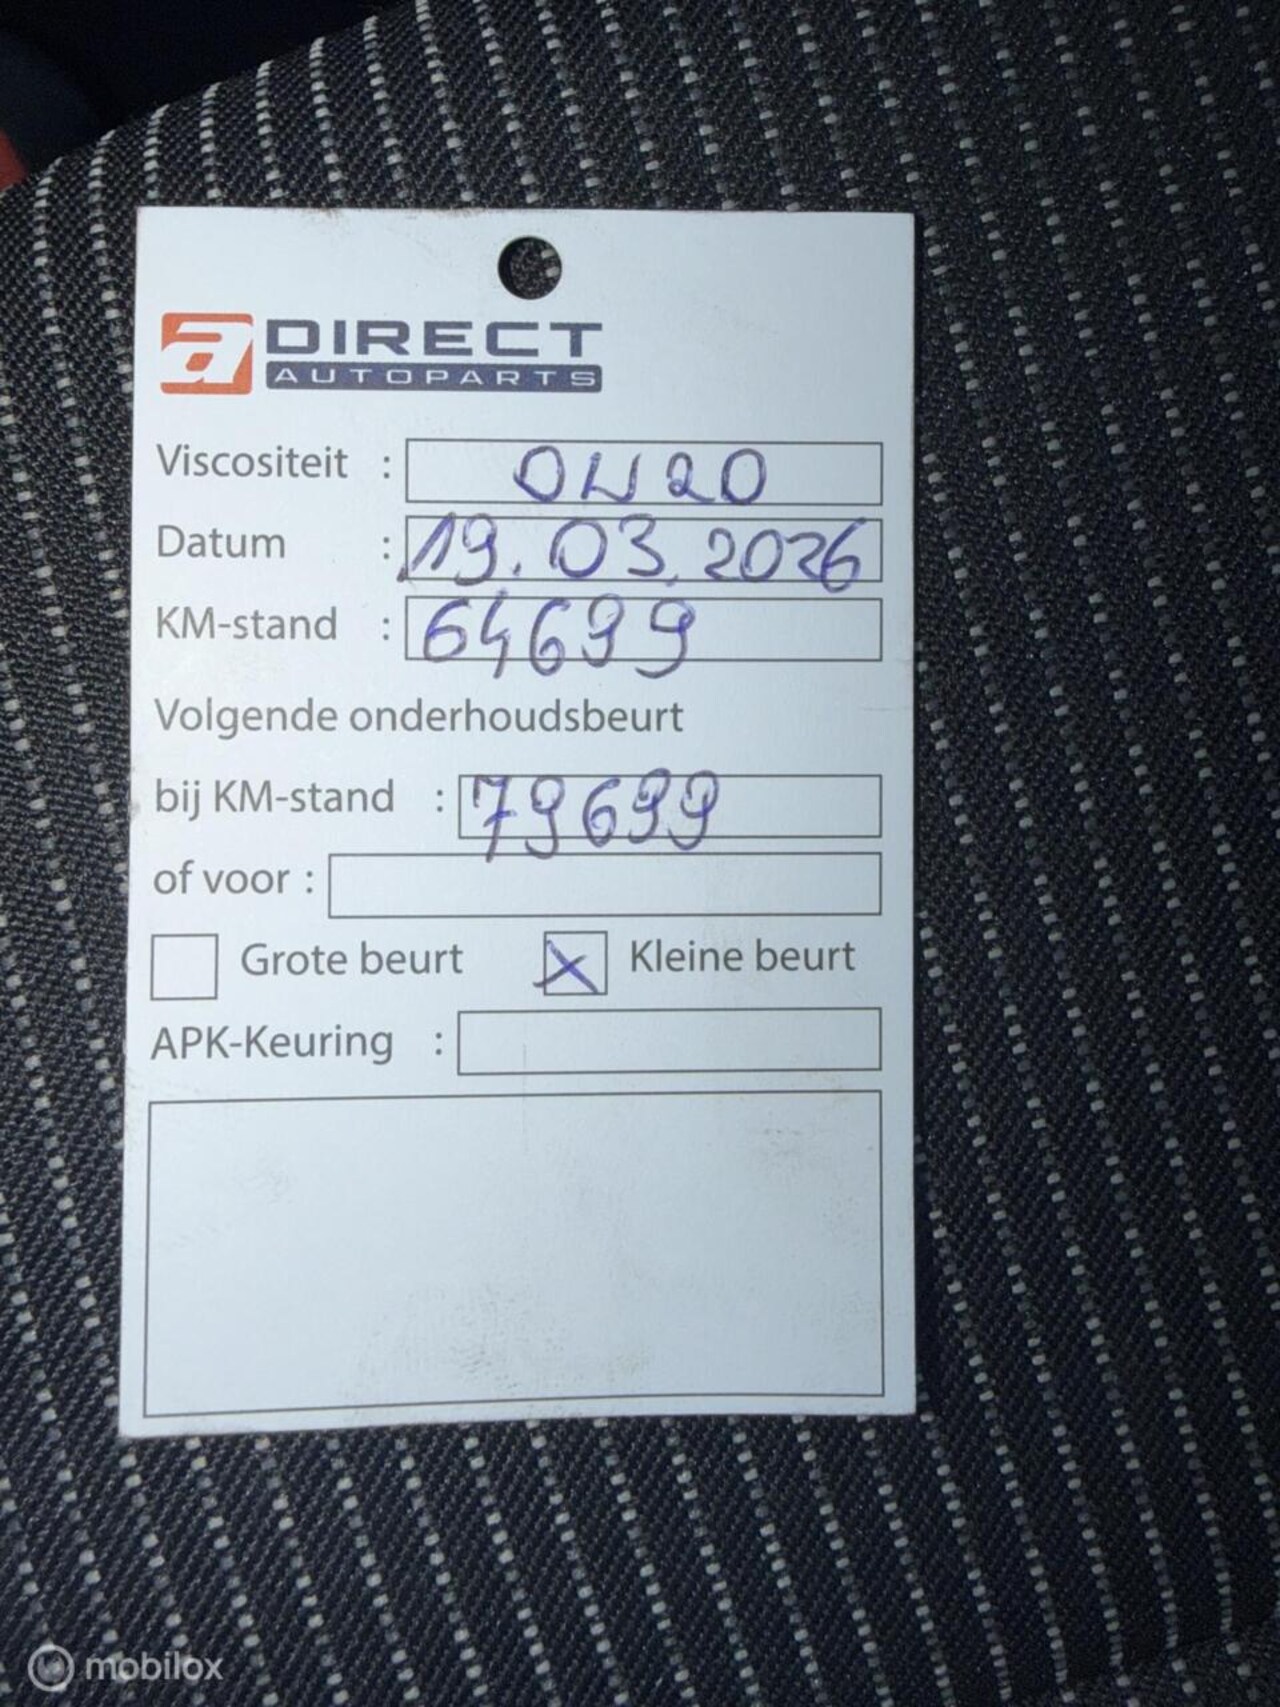 a DIRECT
AUTOPARTS
Viscositeit : 0W20
Datum : 19.03.2026
KM-stand : 64699
Volgende onderhoudsbeurt
bij KM-stand : 79699
of voor :
Grote beurt X Kleine beurt
APK-Keuring :
mobilox